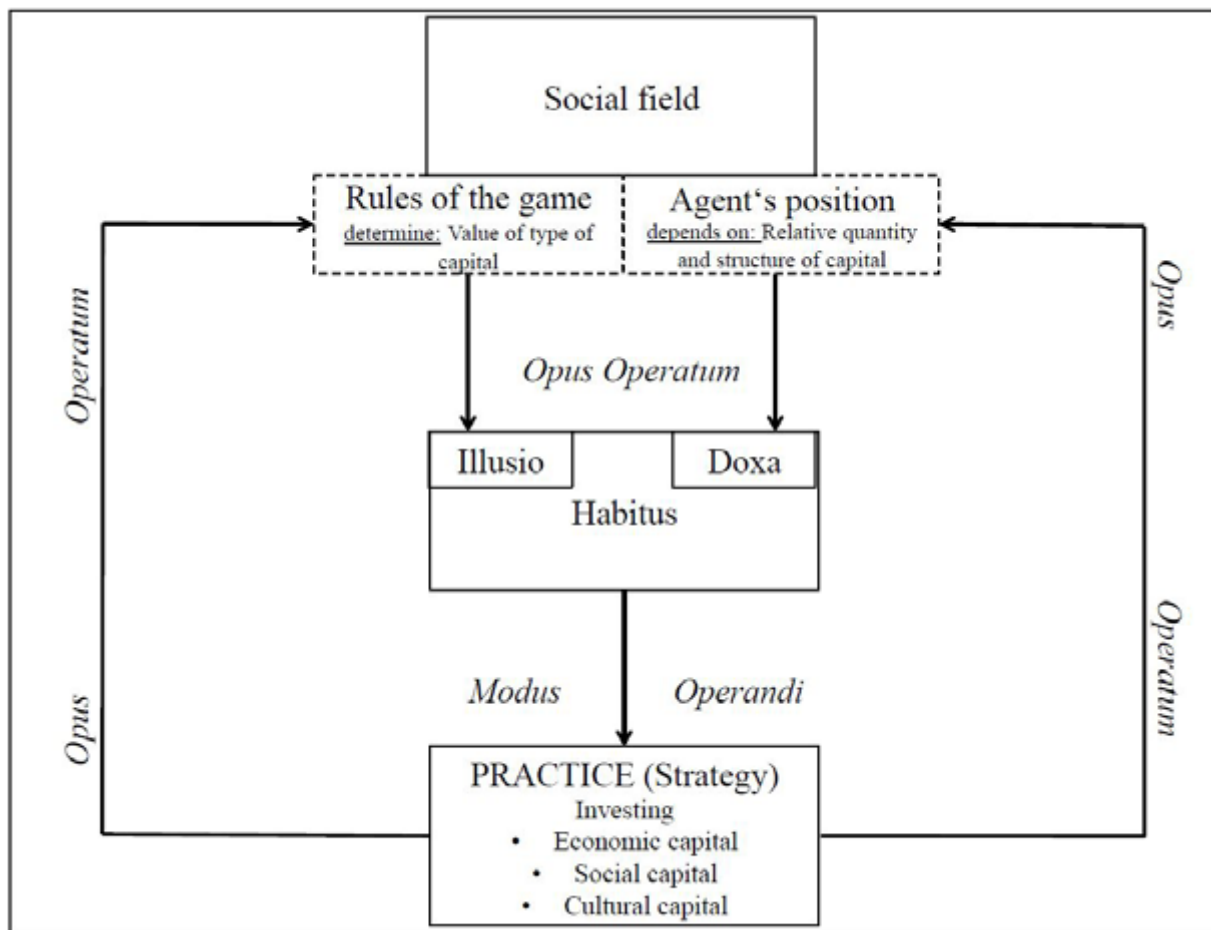 Social field
Rules of the game
determine: Value of type of
capital
Agent‘s position
depends on: Relative quantity
and structure of capital
Operatum
Opus
Opus Operatum
Illusio
Doxa
Habitus
Modus
Operandi
Opus
Operatum
PRACTICE (Strategy)
Investing
• Economic capital
• Social capital
• Cultural capital